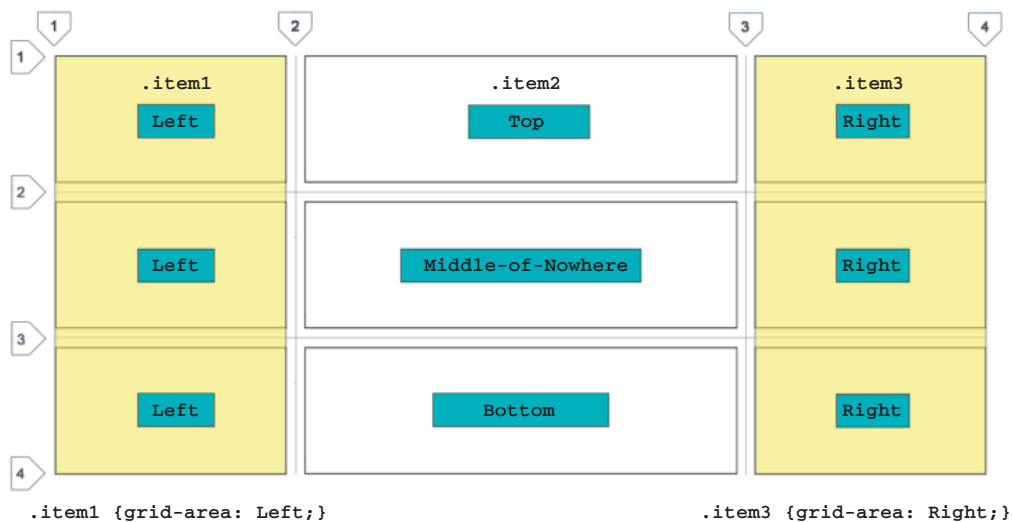 1 2 3 4
1
.item1 .item2 .item3
Left Top Right
2
Left Middle-of-Nowhere Right
3
Left Bottom Right
4
.item1 {grid-area: Left;} .item3 {grid-area: Right;}